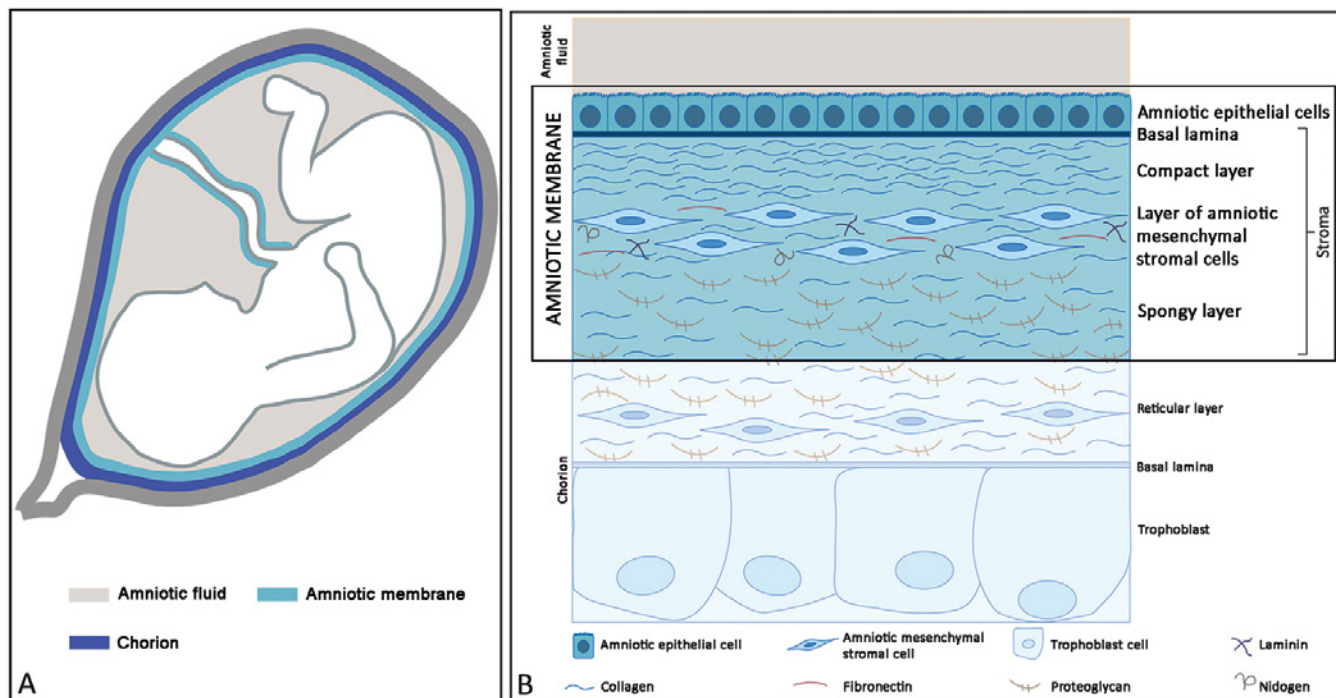 Amniotic fluid
Amniotic membrane
Chorion
A
Amniotic
fluid
AMNIOTIC MEMBRANE
Chorion
Amniotic epithelial cells
Basal lamina
Compact layer
Layer of amniotic
mesenchymal
stromal cells
Spongy layer
Stroma
Reticular layer
Basal lamina
Trophoblast
Amniotic epithelial cell
Amniotic mesenchymal
stromal cell
Trophoblast cell
Laminin
Collagen
Fibronectin
Proteoglycan
Nidogen
B